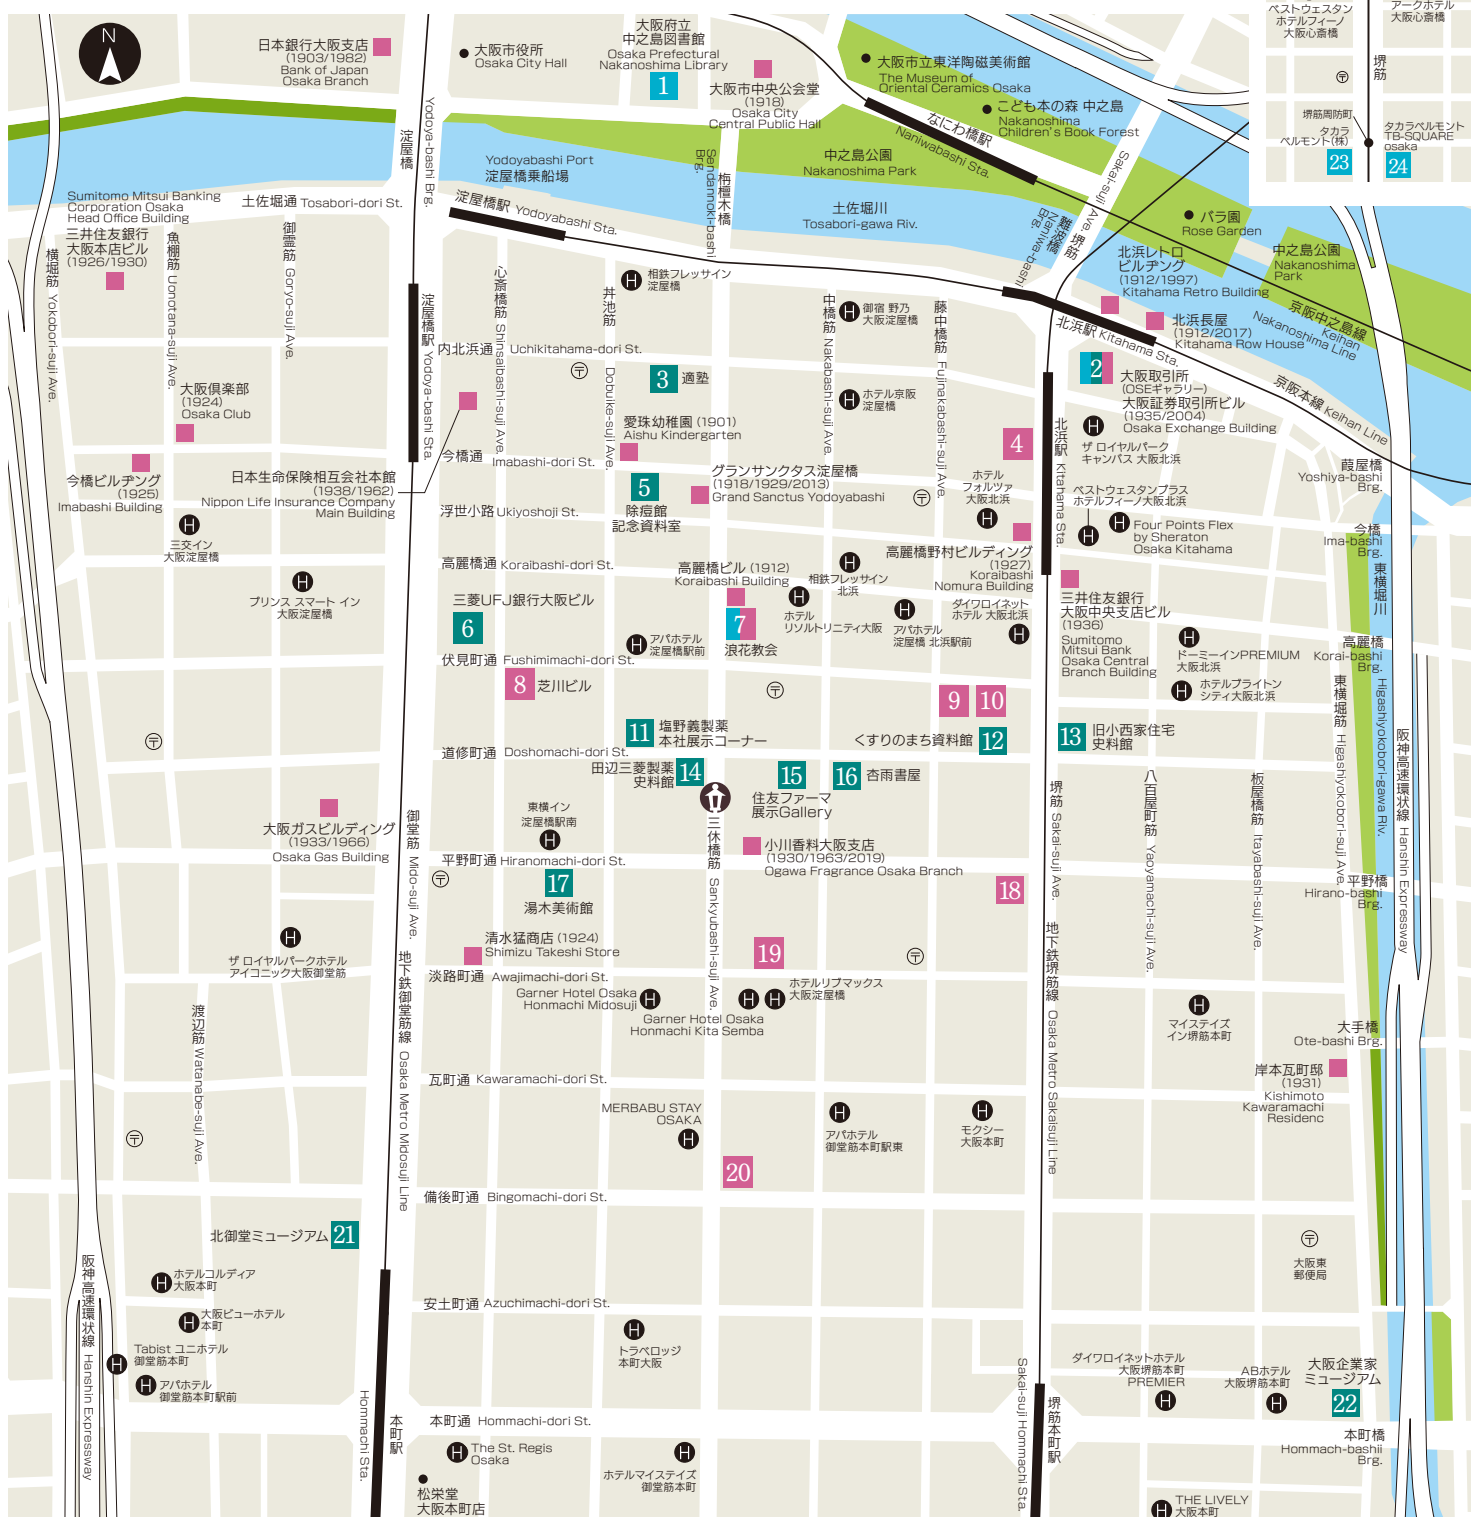 N
日本銀行大阪支店
(1903/1982)
Bank of Japan
Osaka Branch
大阪市役所
Osaka City Hall
大阪府立
中之島図書館
Osaka Prefectural
Nakanoshima Library
1
大阪市中央公会堂
(1918)
Osaka City
Central Public Hall
大阪市立東洋陶磁美術館
The Museum of
Oriental Ceramics Osaka
こども本の森 中之島
Nakanoshima
Children's Book Forest
なにわ橋駅
Naniwabashi Sta.
ベストウェスタン
ホテルフィーノ
大阪心斎橋
アークホテル
大阪心斎橋
堺筋
堺筋周防町
タカラ
ベルモント(株)
23
タカラベルモント
TB-SQUARE
osaka
24
淀屋橋
Yodoya-bashi Brg.
Yodoyabashi Port
淀屋橋乗船場
Sendannoki-bashi
Brg.
栴檀木橋
中之島公園
Nakanoshima Park
土佐堀川
Tosabori-gawa Riv.
Sakai-suji Ave.
堺筋
難波橋
Naniwa-bashi
Brg.
バラ園
Rose Garden
中之島公園
Nakanoshima
Park
京阪中之島線
Keihan
Nakanoshima Line
Sumitomo Mitsui Banking
Corporation Osaka
Head Office Building
三井住友銀行
大阪本店ビル
(1926/1930)
土佐堀通 Tosabori-dori St.
淀屋橋駅 Yodoyabashi Sta.
横堀筋 Yokobori-suji Ave.
魚棚筋 Uonotana-suji Ave.
御霊筋 Goryo-suji Ave.
淀屋橋駅 Yodoya-bashi Sta.
心斎橋筋 Shinsaibashi-suji Ave.
丼池筋 Dobuike-suji Ave.
相鉄フレッサイン
淀屋橋
中橋筋 Nakabashi-suji Ave.
御宿 野乃
大阪淀屋橋
藤中橋筋 Fujinakabashi-suji Ave.
北浜レトロ
ビルヂング
(1912/1997)
Kitahama Retro Building
北浜長屋
(1912/2017)
Kitahama Row House
北浜駅 Kitahama Sta.
京阪本線 Keihan Line
内北浜通 Uchikitahama-dori St.
3
適塾
ホテル京阪
淀屋橋
2
大阪取引所
(OSEギャラリー)
大阪証券取引所ビル
(1935/2004)
Osaka Exchange Building
大阪倶楽部
(1924)
Osaka Club
愛珠幼稚園 (1901)
Aishu Kindergarten
4
北浜駅 Kitahama Sta.
ザ ロイヤルパーク
キャンバス 大阪北浜
今橋通
Imabashi-dori St.
今橋ビルヂング
(1925)
Imabashi Building
日本生命保険相互会社本館
(1938/1962)
Nippon Life Insurance Company
Main Building
5
除痘館
記念資料室
グランサンクタス淀屋橋
(1918/1929/2013)
Grand Sanctus Yodoyabashi
ホテル
フォルツァ
大阪北浜
ベストウェスタンプラス
ホテルフィーノ大阪北浜
葭屋橋
Yoshiya-bashi
Brg.
浮世小路 Ukiyoshoji St.
三交イン
大阪淀屋橋
高麗橋野村ビルディング
(1927)
Koraibashi
Nomura Building
Four Points Flex
by Sheraton
Osaka Kitahama
今橋
Ima-bashi
Brg.
高麗橋通 Koraibashi-dori St.
高麗橋ビル (1912)
Koraibashi Building
相鉄フレッサイン
北浜
プリンス スマート イン
大阪淀屋橋
三菱UFJ銀行大阪ビル
6
7
浪花教会
ホテル
リソルトリニティ大阪
アパホテル
淀屋橋 北浜駅前
ダイワロイネット
ホテル 大阪北浜
三井住友銀行
大阪中央支店ビル
(1936)
Sumitomo
Mitsui Bank
Osaka Central
Branch Building
東横堀川
Higashiyokobori-gawa Riv.
高麗橋
Korai-bashi
Brg.
アパホテル
淀屋橋駅前
伏見町通 Fushimimachi-dori St.
8
芝川ビル
9
10
ドーミーインPREMIUM
大阪北浜
ホテルブライトン
シティ大阪北浜
東横堀筋 Higashiyokobori-suji Ave.
11
塩野義製薬
本社展示コーナー
くすりのまち資料館
12
13
旧小西家住宅
史料館
阪神高速環状線 Hanshin Expressway
道修町通 Doshomachi-dori St.
田辺三菱製薬
史料館
14
15
住友ファーマ
展示Gallery
16
杏雨書屋
堺筋 Sakai-suji Ave.
八百屋町筋 Yaoyamachi-suji Ave.
板屋橋筋 Itayabashi-suji Ave.
大阪ガスビルディング
(1933/1966)
Osaka Gas Building
御堂筋 Mido-suji Ave.
東横イン
淀屋橋駅南
三休橋筋 Sankyubashi-suji Ave.
小川香料大阪支店
(1930/1963/2019)
Ogawa Fragrance Osaka Branch
平野町通 Hiranomachi-dori St.
17
湯木美術館
18
平野橋
Hirano-bashi
Brg.
ザ ロイヤルパークホテル
アイコニック大阪御堂筋
清水猛商店 (1924)
Shimizu Takeshi Store
19
地下鉄御堂筋線 Osaka Metro Midosuji Line
地下鉄堺筋線 Osaka Metro Sakaisuji Line
淡路町通 Awajimachi-dori St.
Garner Hotel Osaka
Honmachi Midosuji
Garner Hotel Osaka
Honmachi Kita Semba
ホテルリブマックス
大阪淀屋橋
渡辺筋 Watanabe-suji Ave.
マイステイズ
イン堺筋本町
大手橋
Ote-bashi Brg.
瓦町通 Kawaramachi-dori St.
岸本瓦町邸
(1931)
Kishimoto
Kawaramachi
Residenc
MERBABU STAY
OSAKA
アパホテル
御堂筋本町駅東
モクシー
大阪本町
20
備後町通 Bingomachi-dori St.
北御堂ミュージアム
21
大阪東
郵便局
阪神高速環状線 Hanshin Expressway
ホテルコルディア
大阪本町
大阪ビューホテル
本町
安土町通 Azuchimachi-dori St.
Tabist ユニホテル
御堂筋本町
アパホテル
御堂筋本町駅前
トラベロッジ
本町大阪
ダイワロイネットホテル
大阪堺筋本町
PREMIER
ABホテル
大阪堺筋本町
大阪企業家
ミュージアム
22
本町駅
Hommachi Sta.
本町通 Hommachi-dori St.
堺筋本町駅
Sakai-suji Hommachi Sta.
本町橋
Hommach-bashii
Brg.
The St. Regis
Osaka
ホテルマイステイズ
御堂筋本町
松栄堂
大阪本町店
THE LIVELY
大阪本町